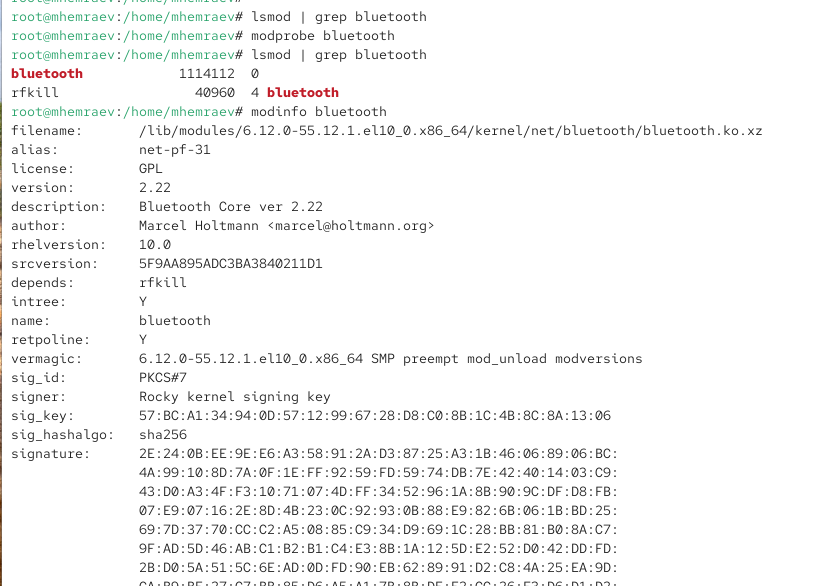 root@mhemraev:/home/mhemraev# lsmod | grep bluetooth
root@mhemraev:/home/mhemraev# modprobe bluetooth
root@mhemraev:/home/mhemraev# lsmod | grep bluetooth
bluetooth            1114112  0
rfkill                 40960  4 bluetooth
root@mhemraev:/home/mhemraev# modinfo bluetooth
filename:       /lib/modules/6.12.0-55.12.1.el10_0.x86_64/kernel/net/bluetooth/bluetooth.ko.xz
alias:          net-pf-31
license:        GPL
version:        2.22
description:    Bluetooth Core ver 2.22
author:         Marcel Holtmann <marcel@holtmann.org>
rhelversion:    10.0
srcversion:     5F9AA895ADC3BA3840211D1
depends:        rfkill
intree:         Y
name:           bluetooth
retpoline:      Y
vermagic:       6.12.0-55.12.1.el10_0.x86_64 SMP preempt mod_unload modversions
sig_id:         PKCS#7
signer:         Rocky kernel signing key
sig_key:        57:BC:A1:34:94:0D:57:12:99:67:28:D8:C0:8B:1C:4B:8C:8A:13:06
sig_hashalgo:   sha256
signature:      2E:24:0B:EE:9E:E6:A3:58:91:2A:D3:87:25:A3:1B:46:06:89:06:BC:
4A:99:10:8D:7A:0F:1E:FF:92:59:FD:59:74:DB:7E:42:40:14:03:C9:
43:D0:A3:4F:F3:10:71:07:4D:FF:34:52:96:1A:8B:90:9C:DF:D8:FB:
07:E9:07:16:2E:8D:4B:23:0C:92:93:0B:88:E9:82:6B:06:1B:BD:25:
69:7D:37:70:CC:C2:A5:08:85:C9:34:D9:69:1C:28:BB:81:B0:8A:C7:
9F:AD:5D:46:AB:C1:B2:B1:C4:E3:8B:1A:12:5D:E2:52:D0:42:DD:FD:
2B:D0:5A:51:5C:6E:AD:0D:FD:90:EB:62:89:91:D2:C8:4A:25:EA:9D: